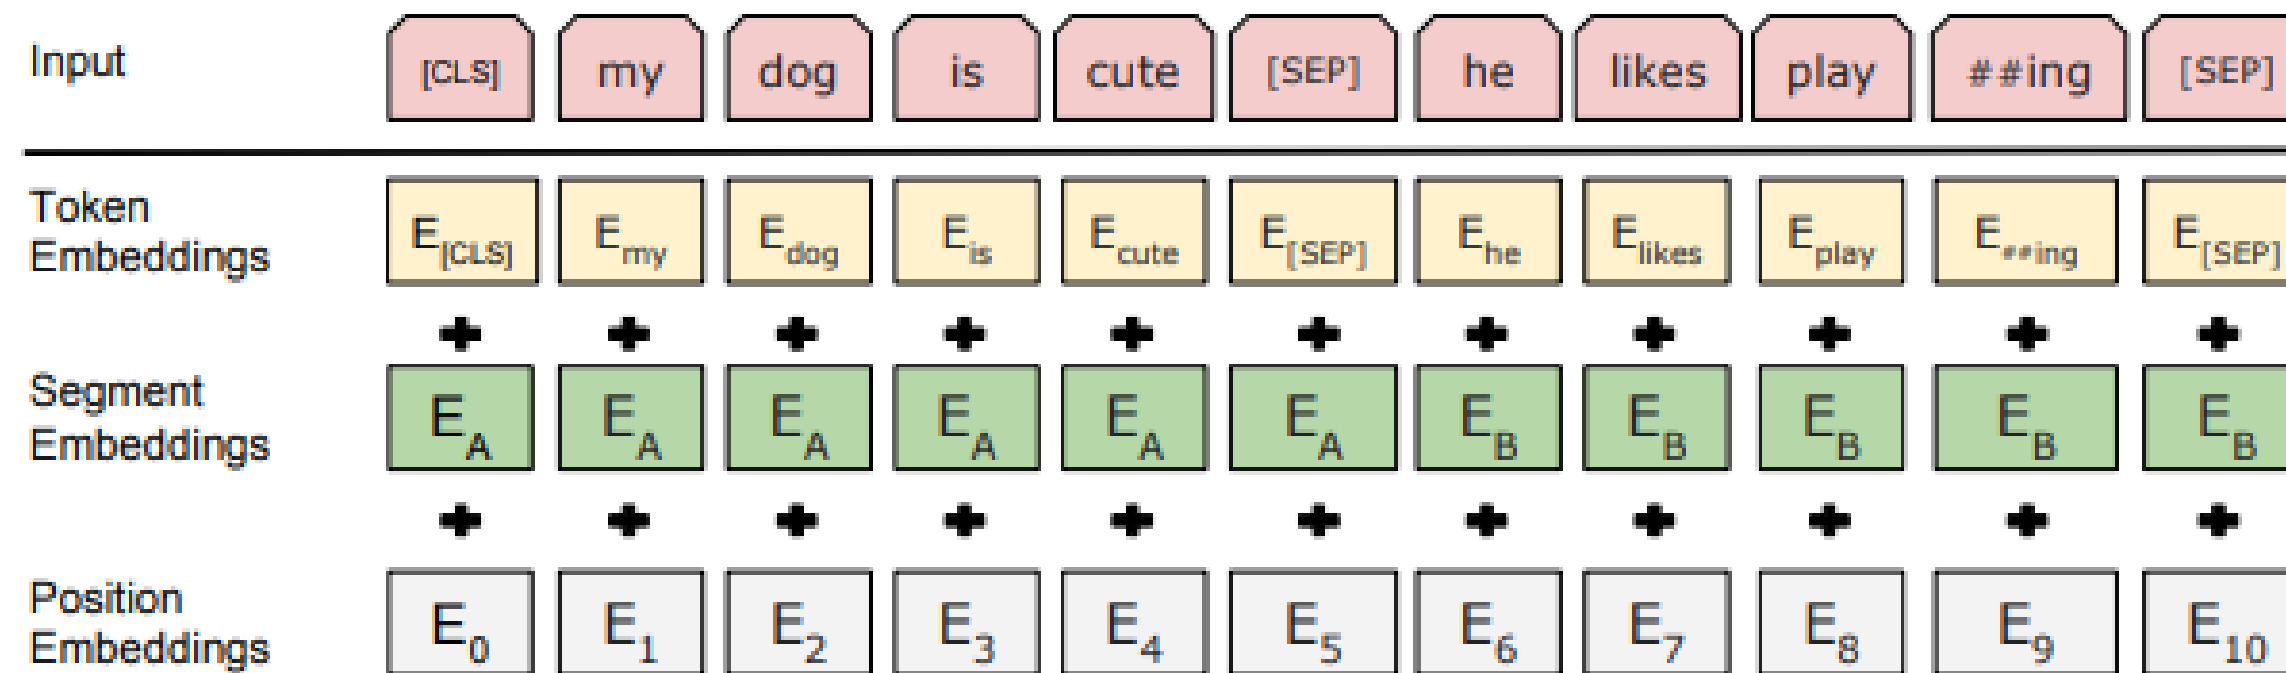 Input [CLS] my dog is cute [SEP] he likes play ##ing [SEP]
Token
Embeddings E[CLS] Emy Edog Eis Ecute E[SEP] Ehe Elikes Eplay E##ing E[SEP]
+ + + + + + + + + + +
Segment
Embeddings EA EA EA EA EA EA EB EB EB EB EB
+ + + + + + + + + + +
Position
Embeddings E0 E1 E2 E3 E4 E5 E6 E7 E8 E9 E10